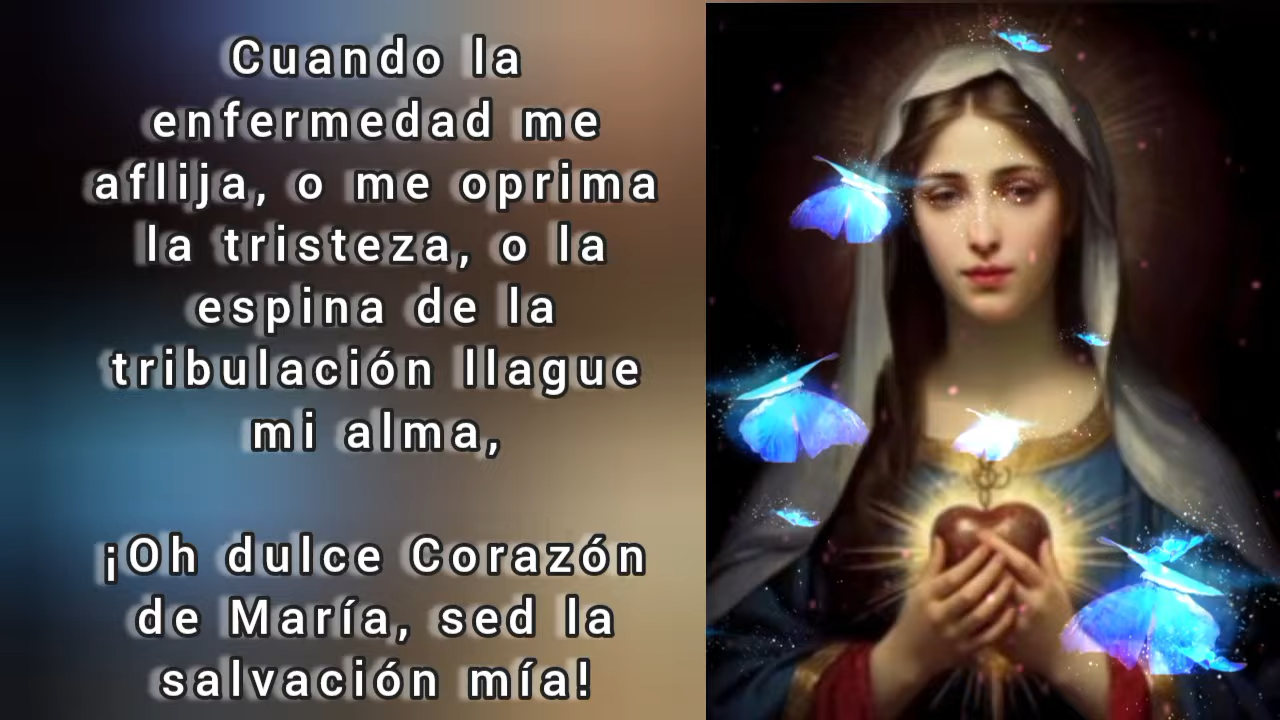 Cuando la
enfermedad me
aflija, o me oprima
la tristeza, o la
espina de la
tribulación llague
mi alma,
¡Oh dulce Corazón
de María, sed la
salvación mía!